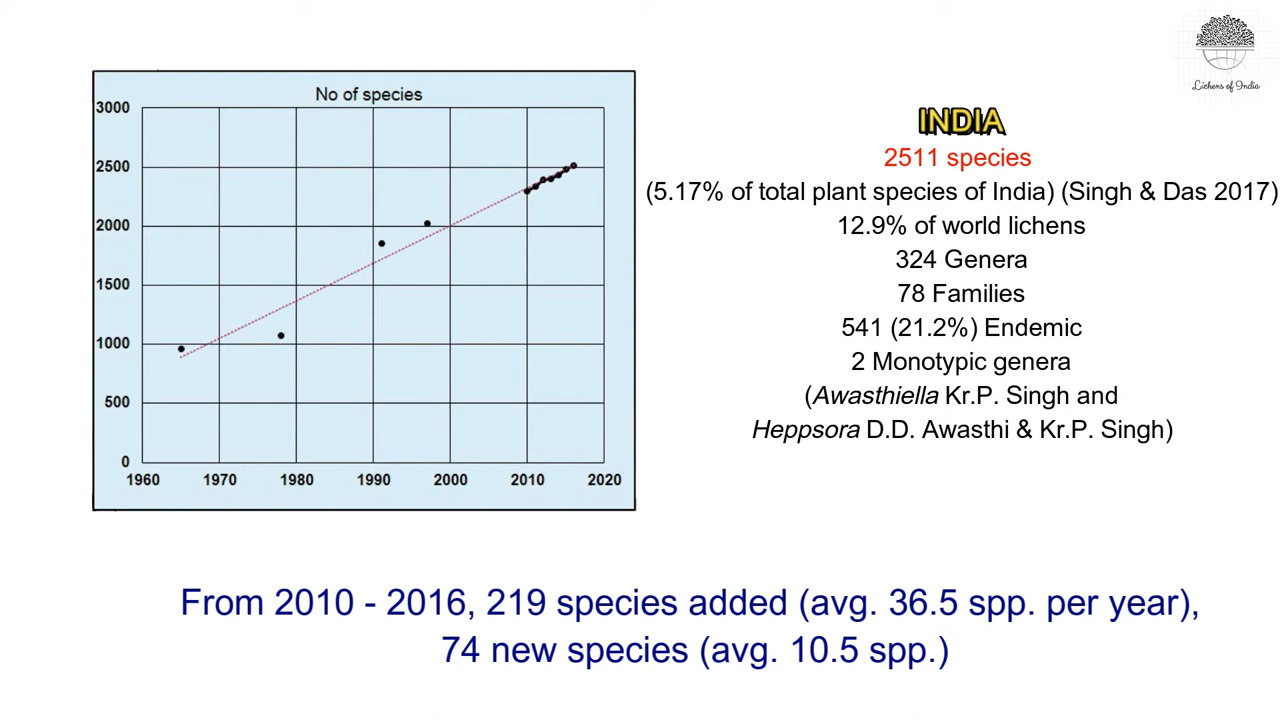 Lichens of India
No of species
3000
2500
2000
1500
1000
500
0
1960 1970 1980 1990 2000 2010 2020
INDIA
2511 species
(5.17% of total plant species of India) (Singh & Das 2017)
12.9% of world lichens
324 Genera
78 Families
541 (21.2%) Endemic
2 Monotypic genera
(Awasthiella Kr.P. Singh and
Heppsora D.D. Awasthi & Kr.P. Singh)
From 2010 - 2016, 219 species added (avg. 36.5 spp. per year),
74 new species (avg. 10.5 spp.)